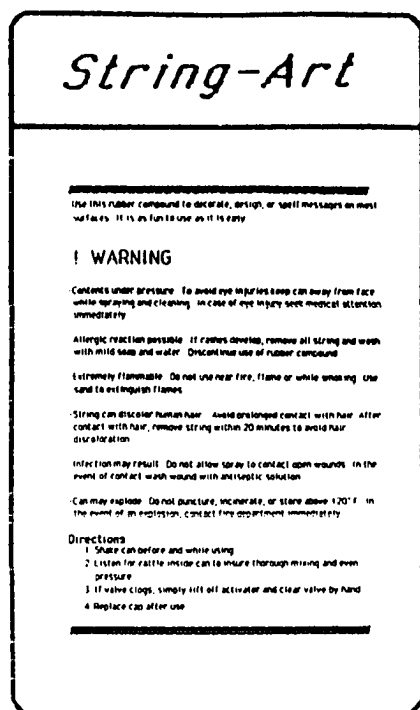 String-Art
Use this rubber compound to decorate, design, or spell messages on most
surfaces. It is as fun to use as it is easy.
! WARNING
·Contents under pressure. To avoid eye injuries keep can away from face
while spraying and cleaning. In case of eye injury seek medical attention
immediately
Allergic reaction possible. If rashes develop, remove all string and wash
with mild soap and water. Discontinue use of rubber compound
Extremely flammable. Do not use near fire, flame or while smoking. Use
sand to extinguish flames
·String can discolor human hair. Avoid prolonged contact with hair. After
contact with hair, remove string within 20 minutes to avoid hair
discoloration
Infection may result. Do not allow spray to contact open wounds. In the
event of contact wash wound with antiseptic solution
·Can may explode. Do not puncture, incinerate, or store above 120° F. In
the event of an explosion, contact fire department immediately
Directions
1 Shake can before and while using
2 Listen for rattle inside can to insure thorough mixing and even
pressure
3 If valve clogs, simply lift off activator and clear valve by hand
4 Replace cap after use